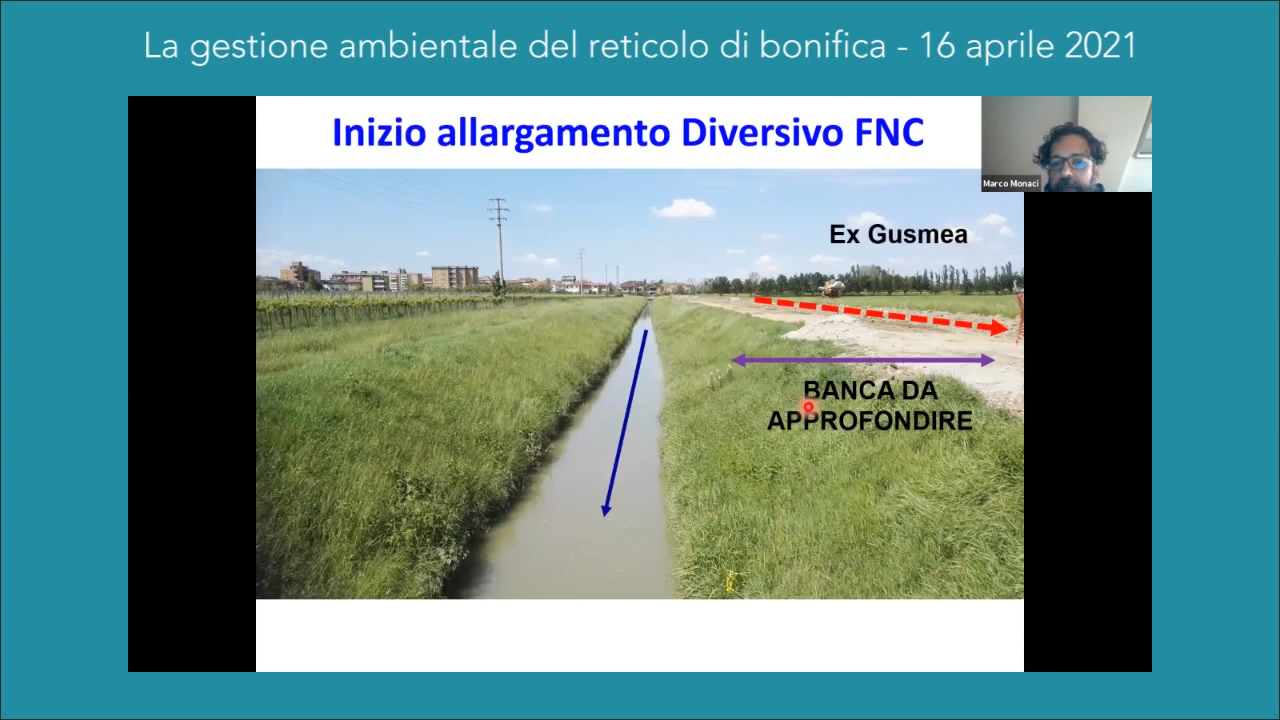 La gestione ambientale del reticolo di bonifica - 16 aprile 2021
Inizio allargamento Diversivo FNC
Marco Monaci
Ex Gusmea
BANCA DA
APPROFONDIRE